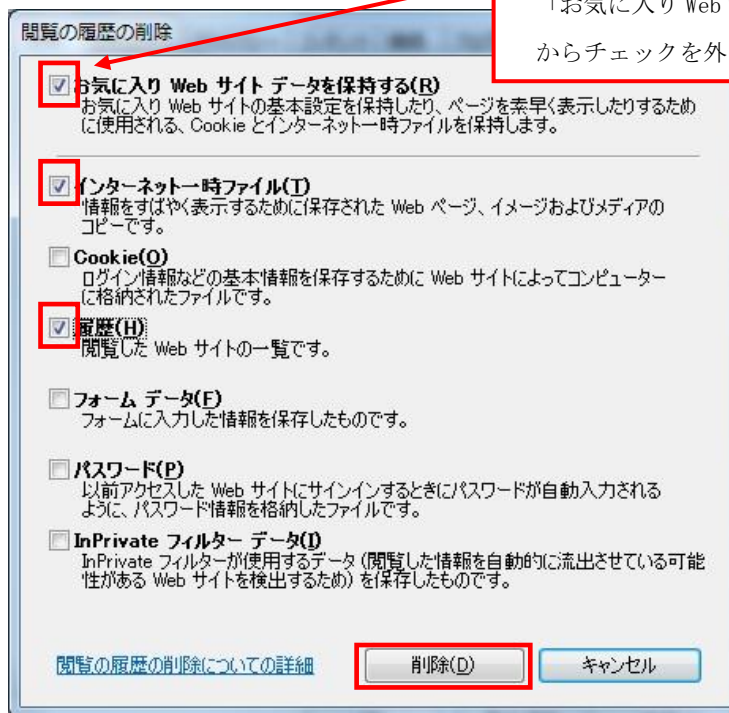 「お気に入り Web
からチェックを外
閲覧の履歴の削除
お気に入り Web サイト データを保持する(R)
お気に入り Web サイトの基本設定を保持したり、ページを素早く表示したりするため
に使用される、Cookie とインターネット一時ファイルを保持します。
インターネット一時ファイル(T)
情報をすばやく表示するために保存された Web ページ、イメージおよびメディアの
コピーです。
Cookie(O)
ログイン情報などの基本情報を保存するために Web サイトによってコンピューター
に格納されたファイルです。
履歴(H)
閲覧した Web サイトの一覧です。
フォーム データ(F)
フォームに入力した情報を保存したものです。
パスワード(P)
以前アクセスした Web サイトにサインインするときにパスワードが自動入力される
ように、パスワード情報を格納したファイルです。
InPrivate フィルター データ(I)
InPrivate フィルターが使用するデータ (閲覧した情報を自動的に流出させている可能
性がある Web サイトを検出するため) を保存したものです。
閲覧の履歴の削除についての詳細
削除(D)
キャンセル